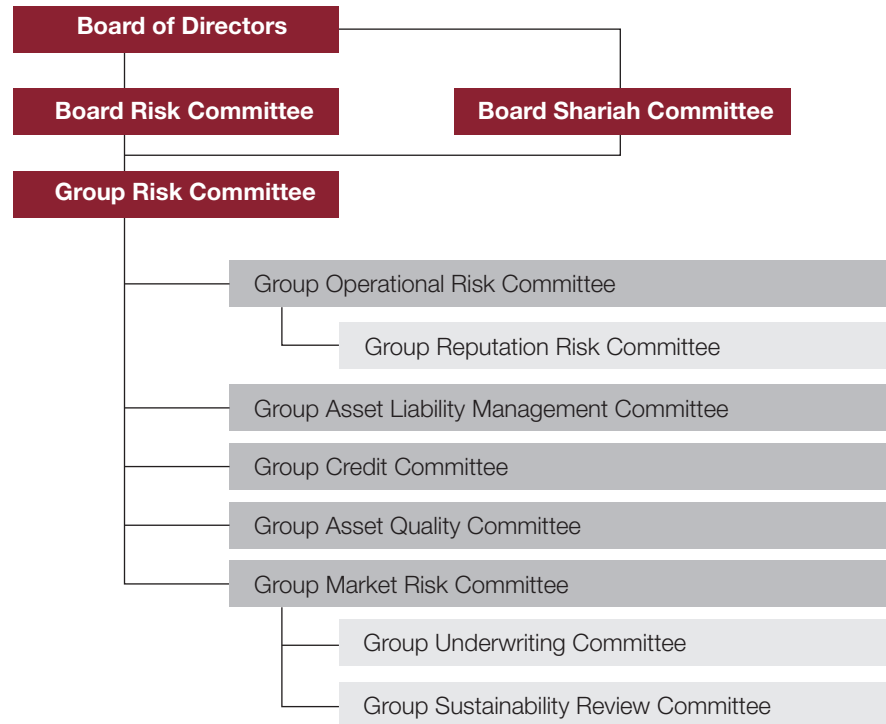 Board of Directors
Board Risk Committee
Board Shariah Committee
Group Risk Committee
Group Operational Risk Committee
Group Reputation Risk Committee
Group Asset Liability Management Committee
Group Credit Committee
Group Asset Quality Committee
Group Market Risk Committee
Group Underwriting Committee
Group Sustainability Review Committee